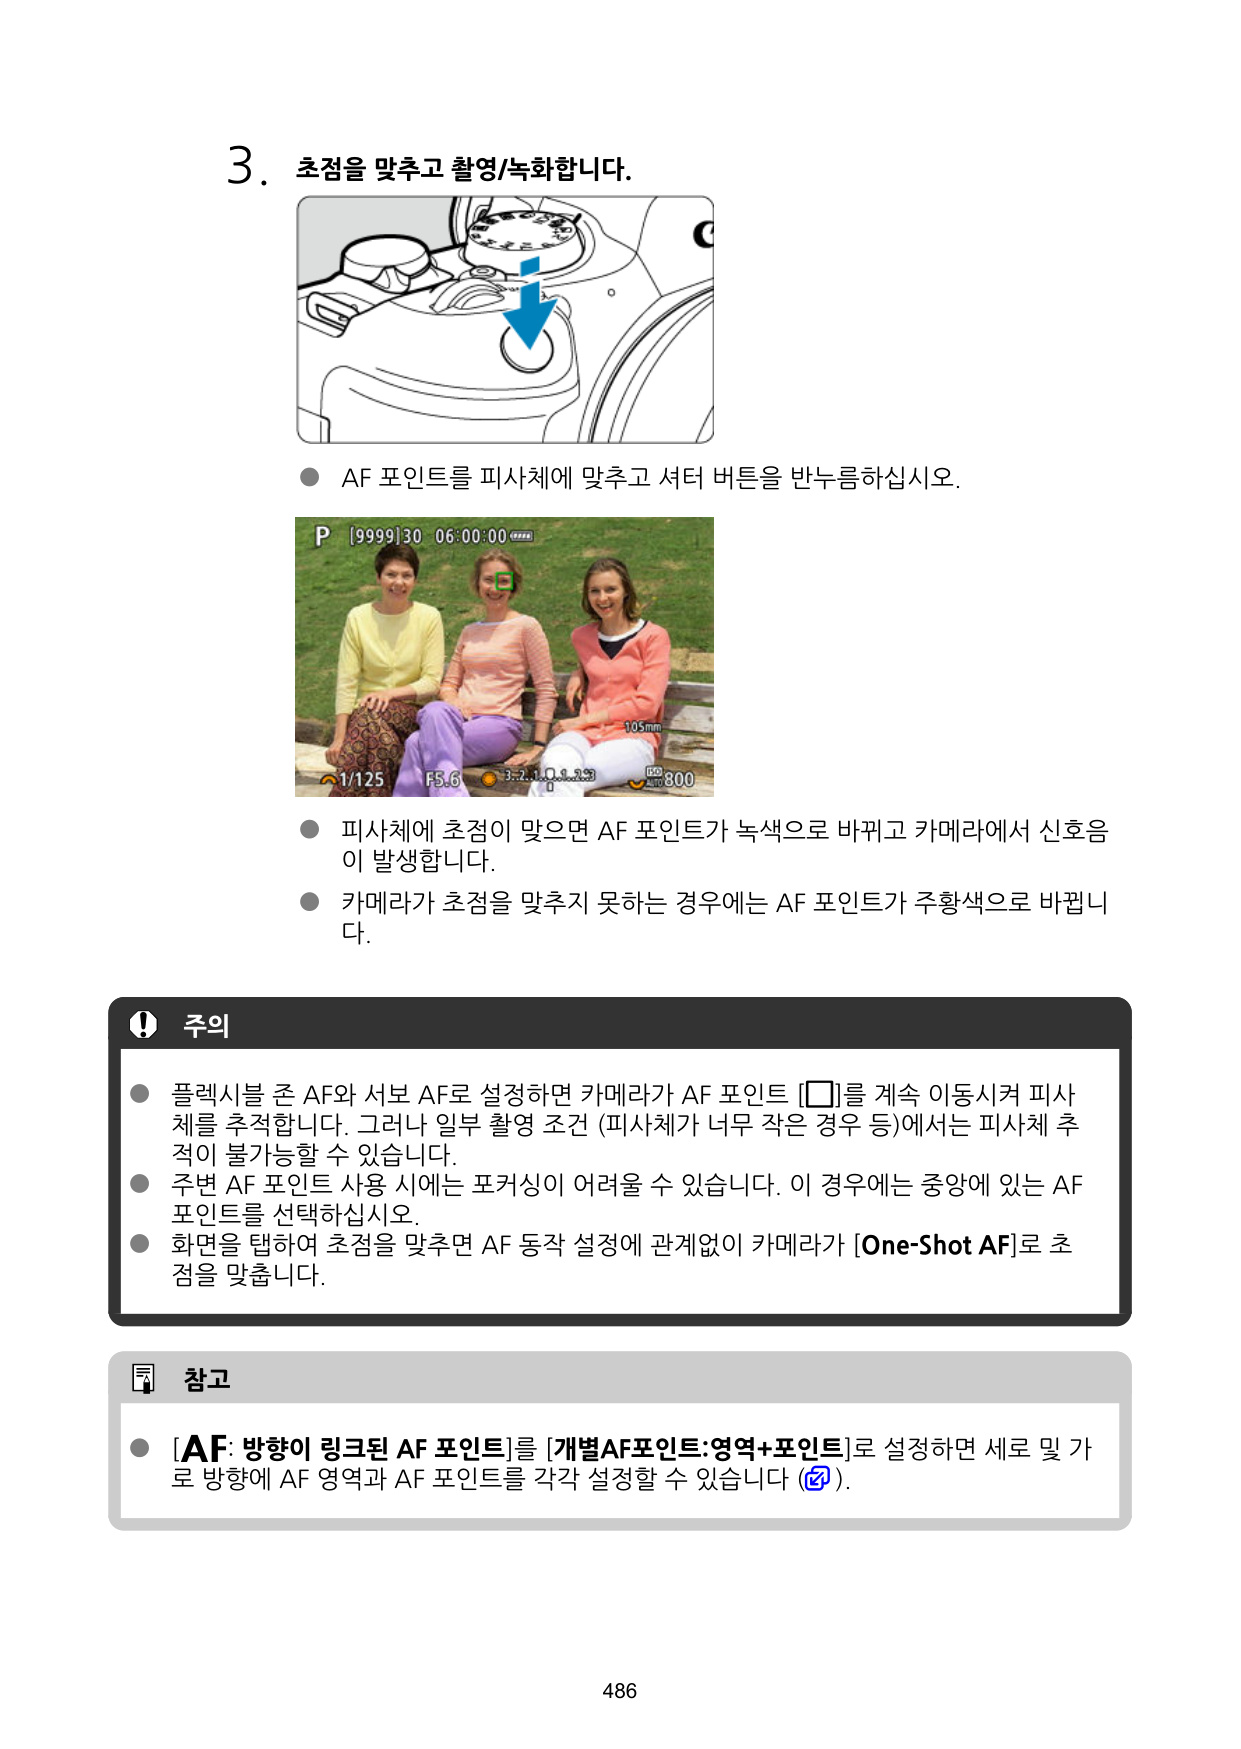 3. 초점을 맞추고 촬영/녹화합니다.
● AF 포인트를 피사체에 맞추고 셔터 버튼을 반누름하십시오.
P [9999]30 06:00:00
105mm
1/125 F5.6 3..2..1..0..1..2..3 ISO AUTO 800
● 피사체에 초점이 맞으면 AF 포인트가 녹색으로 바뀌고 카메라에서 신호음
이 발생합니다.
● 카메라가 초점을 맞추지 못하는 경우에는 AF 포인트가 주황색으로 바뀝니
다.
주의
● 플렉시블 존 AF와 서보 AF로 설정하면 카메라가 AF 포인트 [□]를 계속 이동시켜 피사
체를 추적합니다. 그러나 일부 촬영 조건 (피사체가 너무 작은 경우 등)에서는 피사체 추
적이 불가능할 수 있습니다.
● 주변 AF 포인트 사용 시에는 포커싱이 어려울 수 있습니다. 이 경우에는 중앙에 있는 AF
포인트를 선택하십시오.
● 화면을 탭하여 초점을 맞추면 AF 동작 설정에 관계없이 카메라가 [One-Shot AF]로 초
점을 맞춥니다.
참고
● [AF: 방향이 링크된 AF 포인트]를 [개별AF포인트:영역+포인트]로 설정하면 세로 및 가
로 방향에 AF 영역과 AF 포인트를 각각 설정할 수 있습니다 ( ).
486